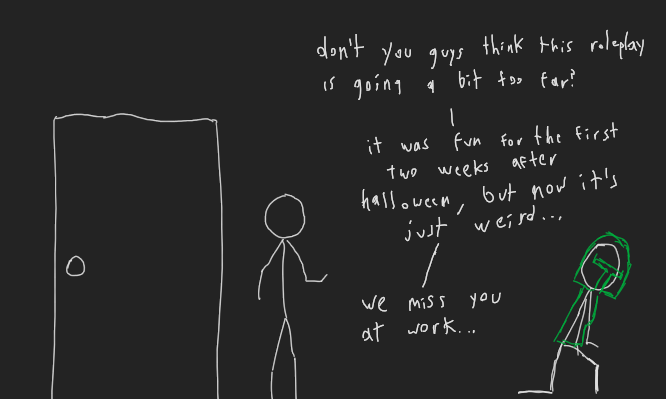 don't you guys think this roleplay
is going a bit too far?
it was fun for the first
two weeks after
halloween, but now it's
just weird...
we miss you
at work...